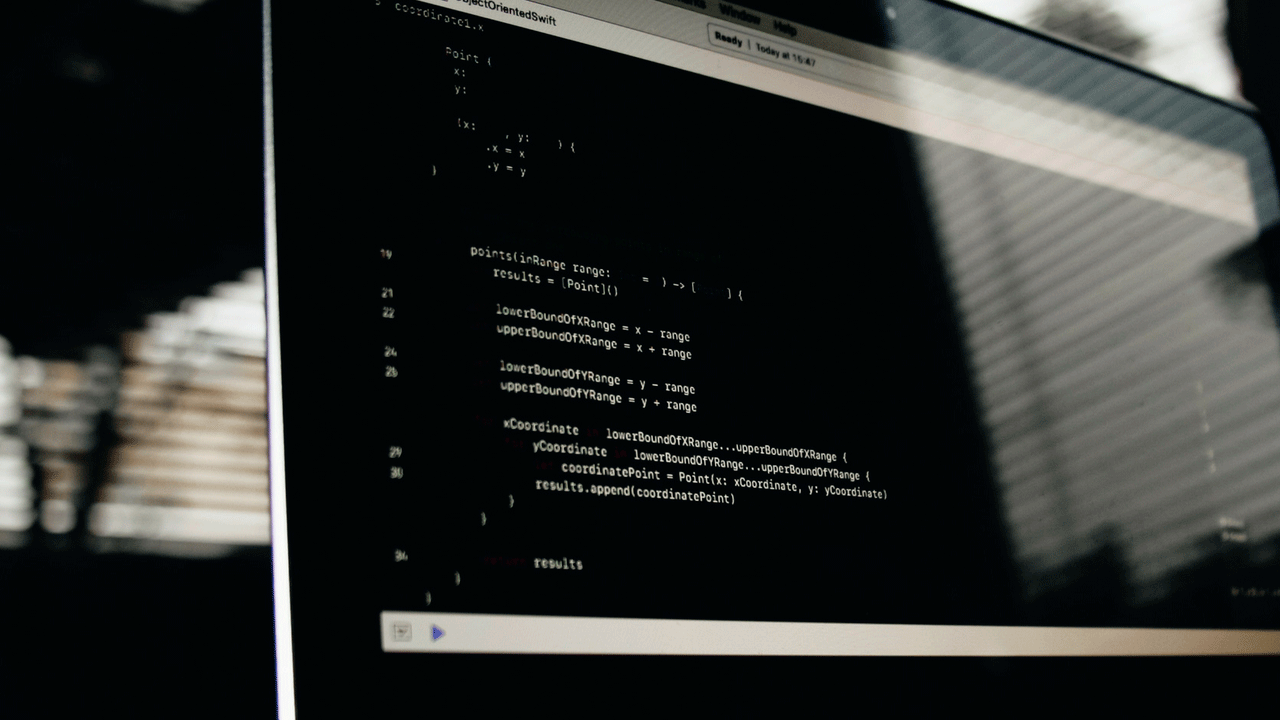 ObjectOrientedSwift
Window Help
Ready | Today at 15:47
coordinate1.x
Point {
x:
y:
(x: , y: ) {
.x = x
.y = y
}
19 points(inRange range: = ) -> [ ] {
results = [Point]()
21
22 lowerBoundOfXRange = x - range
upperBoundOfXRange = x + range
24
25 lowerBoundOfYRange = y - range
upperBoundOfYRange = y + range
xCoordinate lowerBoundOfXRange...upperBoundOfXRange {
29 yCoordinate lowerBoundOfYRange...upperBoundOfYRange {
30 coordinatePoint = Point(x: xCoordinate, y: yCoordinate)
results.append(coordinatePoint)
}
}
34 return results
}
}